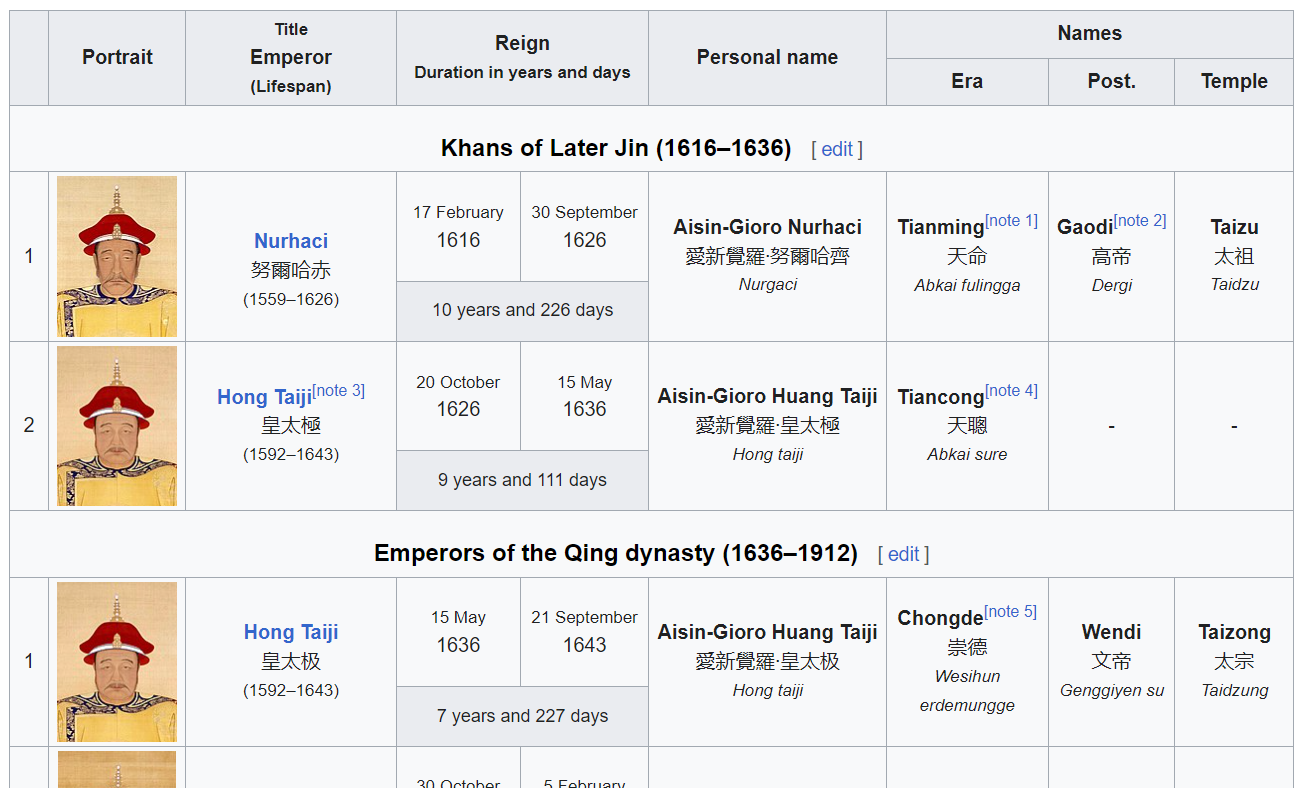 Portrait
Title
Emperor
(Lifespan)
Reign
Duration in years and days
Personal name
Names
Era
Post.
Temple
Khans of Later Jin (1616–1636) [ edit ]
1
Nurhaci
努爾哈赤
(1559–1626)
17 February
1616
30 September
1626
10 years and 226 days
Aisin-Gioro Nurhaci
愛新覺羅·努爾哈齊
Nurgaci
Tianming[note 1]
天命
Abkai fulingga
Gaodi[note 2]
高帝
Dergi
Taizu
太祖
Taidzu
2
Hong Taiji[note 3]
皇太極
(1592–1643)
20 October
1626
15 May
1636
9 years and 111 days
Aisin-Gioro Huang Taiji
愛新覺羅·皇太極
Hong taiji
Tiancong[note 4]
天聰
Abkai sure
-
-
Emperors of the Qing dynasty (1636–1912) [ edit ]
1
Hong Taiji
皇太极
(1592–1643)
15 May
1636
21 September
1643
7 years and 227 days
Aisin-Gioro Huang Taiji
愛新覺羅·皇太极
Hong taiji
Chongde[note 5]
崇德
Wesihun
erdemungge
Wendi
文帝
Genggiyen su
Taizong
太宗
Taidzung
30 October
5 February